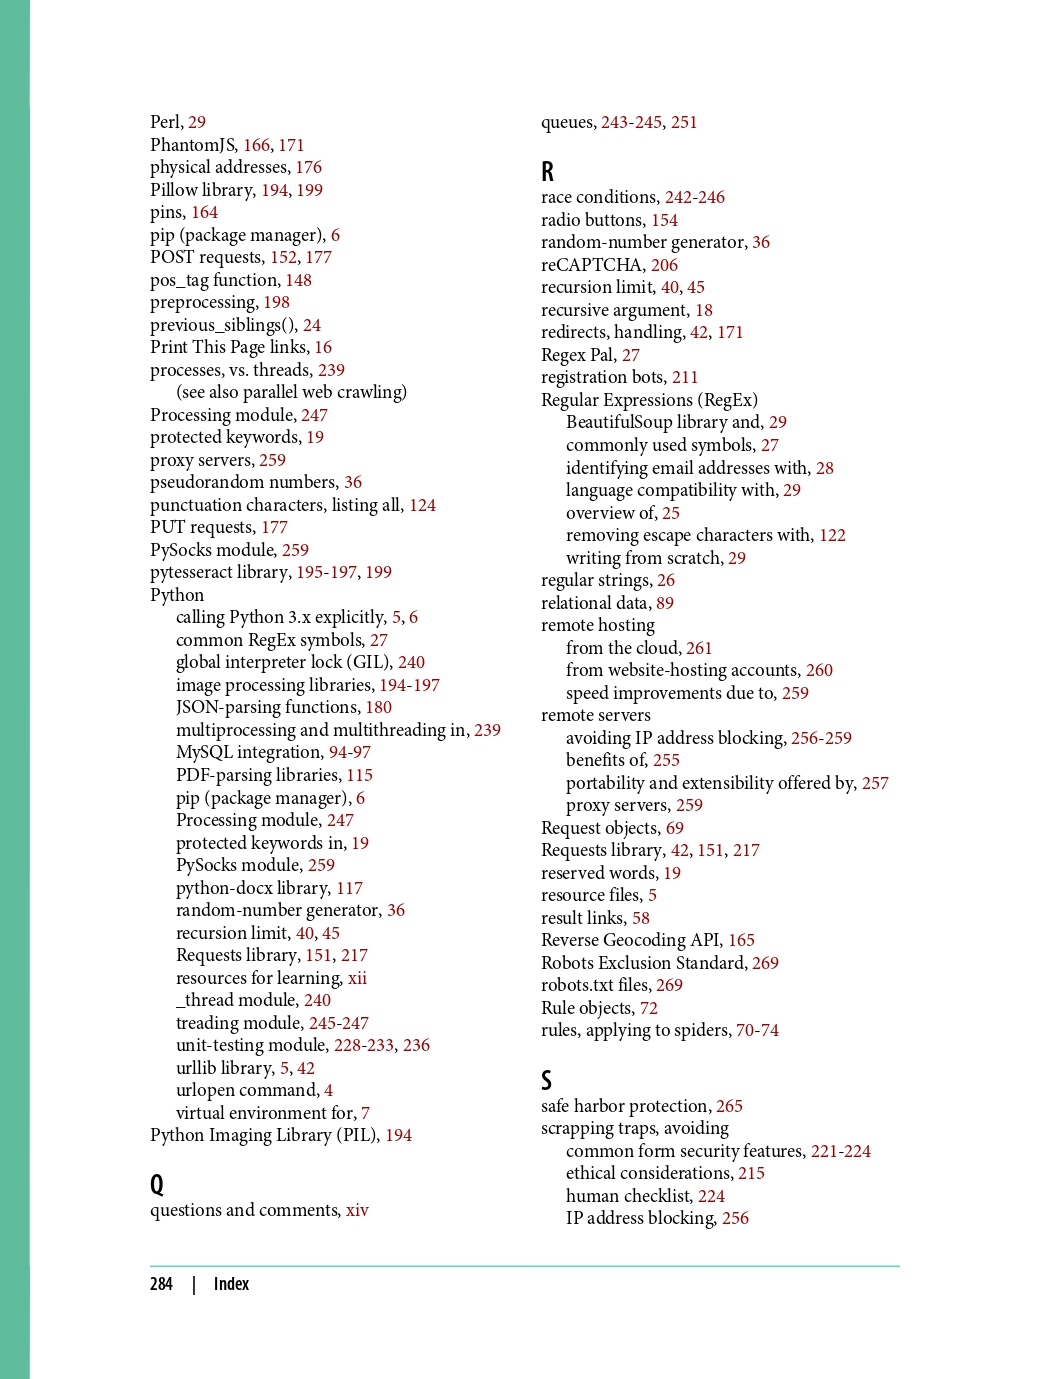 Perl, 29
PhantomJS, 166, 171
physical addresses, 176
Pillow library, 194, 199
pins, 164
pip (package manager), 6
POST requests, 152, 177
pos_tag function, 148
preprocessing, 198
previous_siblings(), 24
Print This Page links, 16
processes, vs. threads, 239
(see also parallel web crawling)
Processing module, 247
protected keywords, 19
proxy servers, 259
pseudorandom numbers, 36
punctuation characters, listing all, 124
PUT requests, 177
PySocks module, 259
pytesseract library, 195-197, 199
Python
calling Python 3.x explicitly, 5, 6
common RegEx symbols, 27
global interpreter lock (GIL), 240
image processing libraries, 194-197
JSON-parsing functions, 180
multiprocessing and multithreading in, 239
MySQL integration, 94-97
PDF-parsing libraries, 115
pip (package manager), 6
Processing module, 247
protected keywords in, 19
PySocks module, 259
python-docx library, 117
random-number generator, 36
recursion limit, 40, 45
Requests library, 151, 217
resources for learning, xii
_thread module, 240
treading module, 245-247
unit-testing module, 228-233, 236
urllib library, 5, 42
urlopen command, 4
virtual environment for, 7
Python Imaging Library (PIL), 194
Q
questions and comments, xiv
queues, 243-245, 251
R
race conditions, 242-246
radio buttons, 154
random-number generator, 36
reCAPTCHA, 206
recursion limit, 40, 45
recursive argument, 18
redirects, handling, 42, 171
Regex Pal, 27
registration bots, 211
Regular Expressions (RegEx)
BeautifulSoup library and, 29
commonly used symbols, 27
identifying email addresses with, 28
language compatibility with, 29
overview of, 25
removing escape characters with, 122
writing from scratch, 29
regular strings, 26
relational data, 89
remote hosting
from the cloud, 261
from website-hosting accounts, 260
speed improvements due to, 259
remote servers
avoiding IP address blocking, 256-259
benefits of, 255
portability and extensibility offered by, 257
proxy servers, 259
Request objects, 69
Requests library, 42, 151, 217
reserved words, 19
resource files, 5
result links, 58
Reverse Geocoding API, 165
Robots Exclusion Standard, 269
robots.txt files, 269
Rule objects, 72
rules, applying to spiders, 70-74
S
safe harbor protection, 265
scrapping traps, avoiding
common form security features, 221-224
ethical considerations, 215
human checklist, 224
IP address blocking, 256
284 | Index